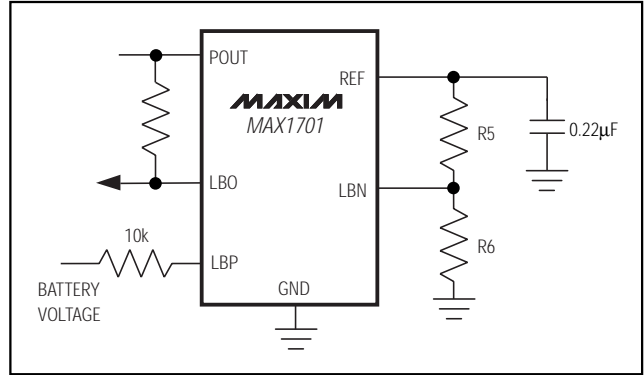 POUT
REF
MAXIM
MAX1701
R5
0.22µF
LBO
LBN
10k
LBP
R6
BATTERY
VOLTAGE
GND